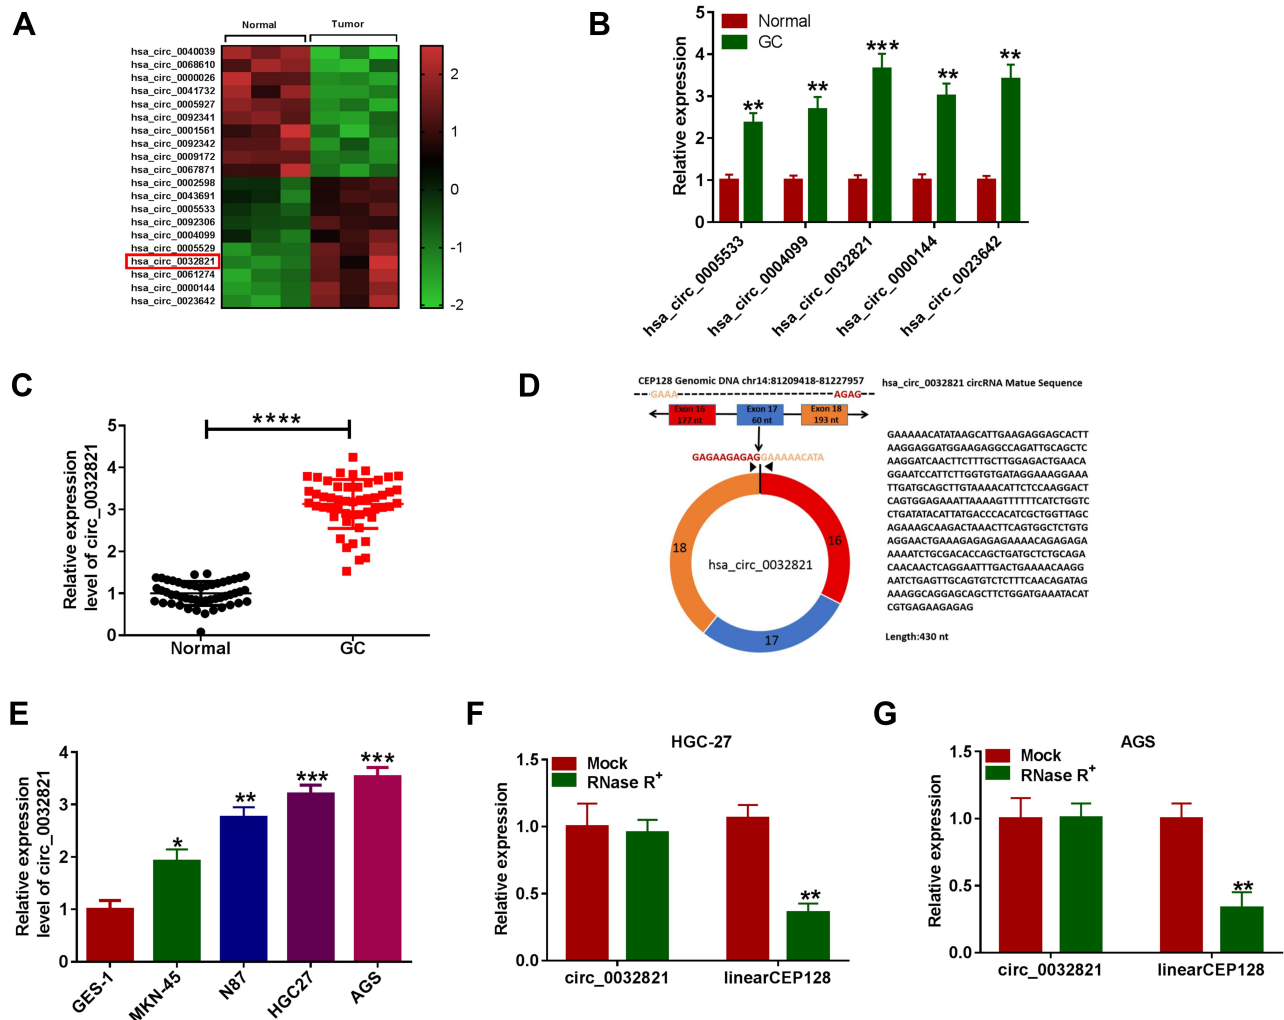 A
Normal
Tumor
hsa_circ_0040039
hsa_circ_0068610
hsa_circ_0000026
hsa_circ_0041732
hsa_circ_0005927
hsa_circ_0092341
hsa_circ_0001561
hsa_circ_0092342
hsa_circ_0009172
hsa_circ_0067871
hsa_circ_0002598
hsa_circ_0043691
hsa_circ_0005533
hsa_circ_0092306
hsa_circ_0004099
hsa_circ_0005529
hsa_circ_0032821
hsa_circ_0061274
hsa_circ_0000144
hsa_circ_0023642
2
1
0
-1
-2
B
Relative expression
5
4
3
2
1
0
Normal
GC
**
**
***
**
**
hsa_circ_0005533
hsa_circ_0004099
hsa_circ_0032821
hsa_circ_0000144
hsa_circ_0023642
C
Relative expression
level of circ_0032821
5
4
3
2
1
0
****
Normal
GC
D
CEP128 Genomic DNA chr14:81209418-81227957
GAAA
AGAG
Exon 16
177 nt
Exon 17
60 nt
Exon 18
193 nt
GAGAAGAGAGGAAAAACATA
16
17
18
hsa_circ_0032821
hsa_circ_0032821 circRNA Matue Sequence
GAAAAACATATAAGCATTGAAGAGGAGCACTT
AAGGAGGATGGAAGAGGCCAGATTGCAGCTC
AAGGATCAACTTCTTTGCTTGGAGACTGAACA
GGAATCCATTCTTGGTGTGATAGGAAAGGAAA
TTGATGCAGCTTGTAAAACATTCTCCAAGGACT
CAGTGGAGAAATTAAAAGTTTTTTCATCTGGTC
CTGATATACATTATGACCCACATCGCTGGTTAGC
AGAAAGCAAGACTAAACTTCAGTGGCTCTGTG
AGGAACTGAAAGAGAGAGAAAACAGAGAGA
AAAATCTGCGACACCAGCTGATGCTCTGCAGA
CAACAACTCAGGAATTTGACTGAAAACAAGG
AATCTGAGTTGCAGTGTCTCTTTCAACAGATAG
AAAGGCAGGAGCAGCTTCTGGATGAAATACAT
CGTGAGAAGAGAG
Length:430 nt
E
Relative expression
level of circ_0032821
4
3
2
1
0
*
**
***
***
GES-1
MKN-45
N87
HGC27
AGS
F
HGC-27
Relative expression
1.5
1.0
0.5
0.0
Mock
RNase R+
**
circ_0032821
linearCEP128
G
AGS
Relative expression
1.5
1.0
0.5
0.0
Mock
RNase R+
**
circ_0032821
linearCEP128